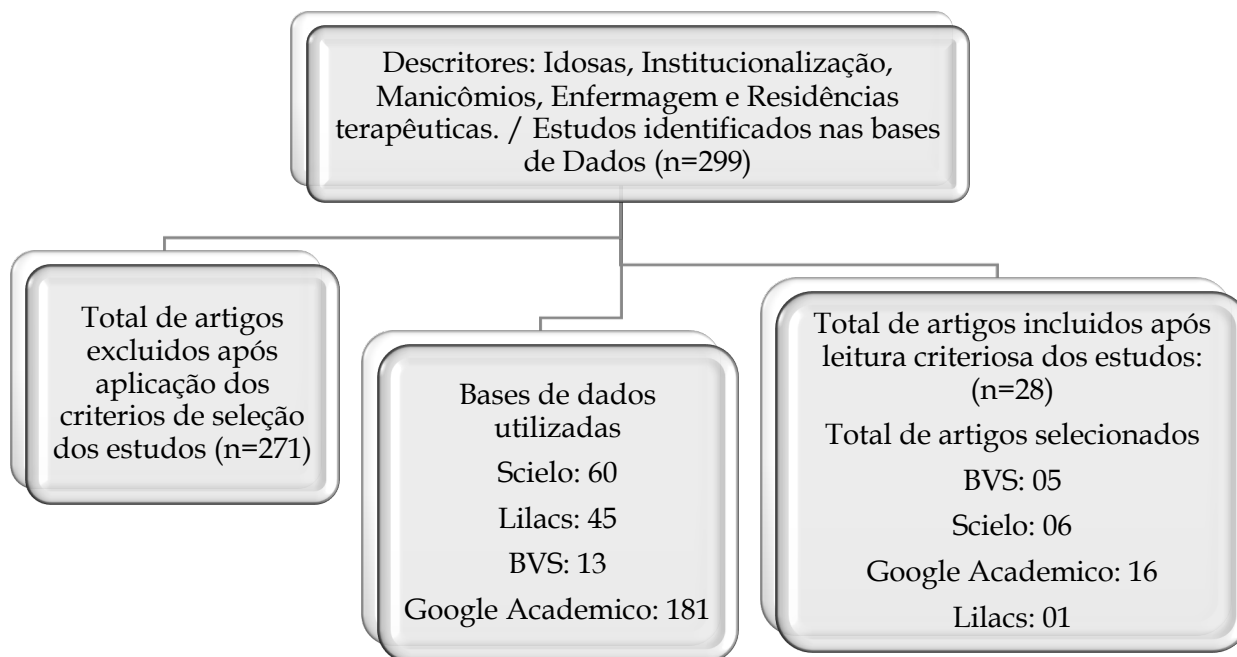 Descritores: Idosas, Institucionalização,
Manicômios, Enfermagem e Residências
terapêuticas. / Estudos identificados nas bases
de Dados (n=299)
Total de artigos
excluidos após
aplicação dos
criterios de seleção
dos estudos (n=271)
Bases de dados
utilizadas
Scielo: 60
Lilacs: 45
BVS: 13
Google Academico: 181
Total de artigos incluidos após
leitura criteriosa dos estudos:
(n=28)
Total de artigos selecionados
BVS: 05
Scielo: 06
Google Academico: 16
Lilacs: 01